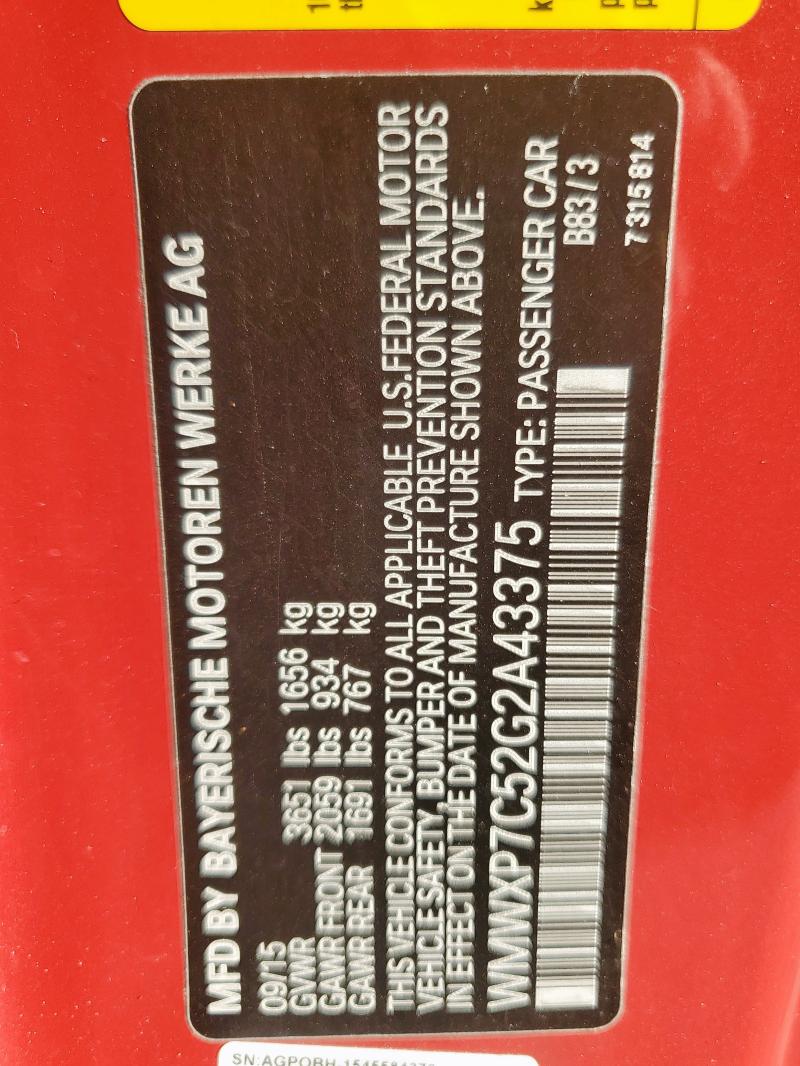 MFD BY BAYERISCHE MOTOREN WERKE AG
09/15
GVWR 3651 lbs 1656 kg
GAWR FRONT 2059 lbs 934 kg
GAWR REAR 1691 lbs 767 kg
THIS VEHICLE CONFORMS TO ALL APPLICABLE U.S. FEDERAL MOTOR
VEHICLE SAFETY, BUMPER AND THEFT PREVENTION STANDARDS
IN EFFECT ON THE DATE OF MANUFACTURE SHOWN ABOVE.
WMWXP7C52G2A43375 TYPE: PASSENGER CAR
B83/3
7 315 814